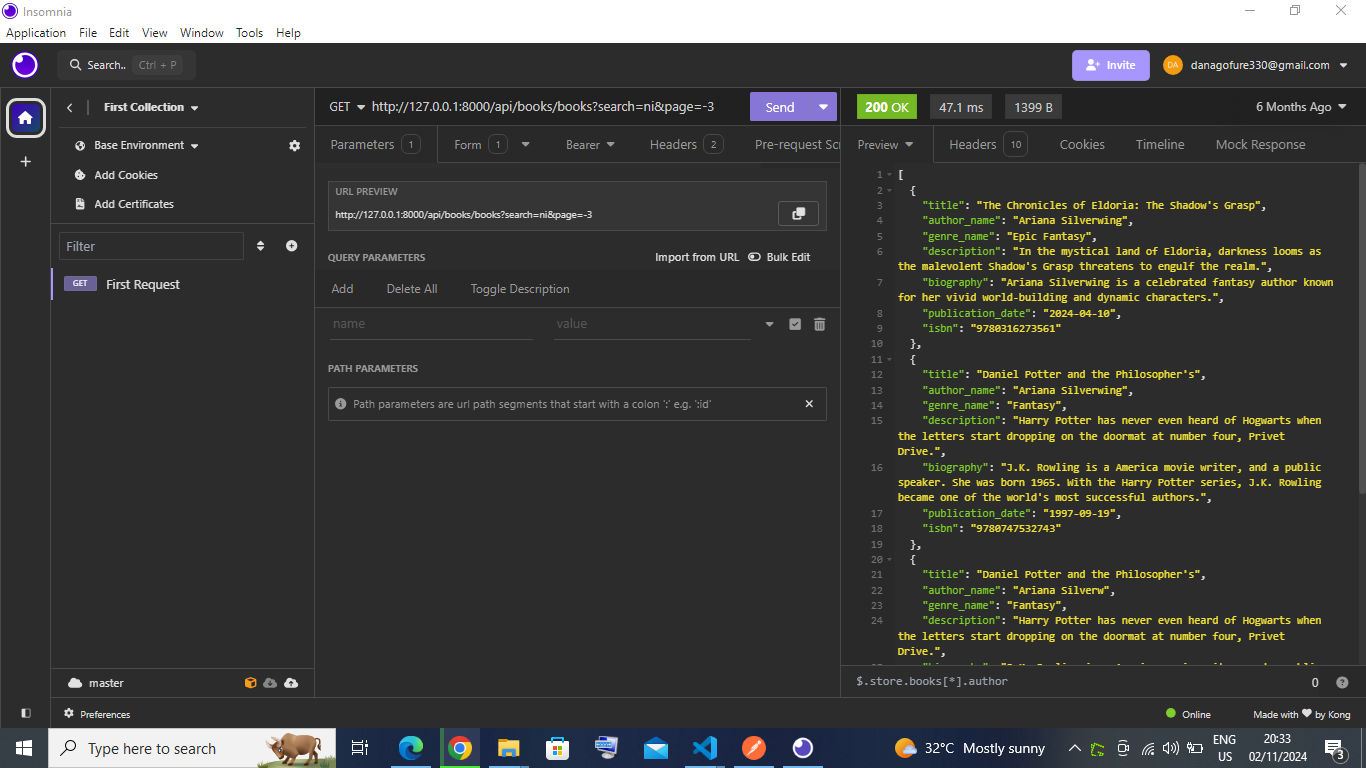 Insomnia
Application File Edit View Window Tools Help
Search.. Ctrl + P
Invite
DA danagofure330@gmail.com
First Collection
GET http://127.0.0.1:8000/api/books/books?search=ni&page=-3 Send
200 OK 47.1 ms 1399 B 6 Months Ago
Base Environment
Add Cookies
Add Certificates
Filter
GET First Request
Parameters 1 Form 1 Bearer Headers 2 Pre-request Scr
URL PREVIEW
http://127.0.0.1:8000/api/books/books?search=ni&page=-3
QUERY PARAMETERS Import from URL Bulk Edit
Add Delete All Toggle Description
name value
PATH PARAMETERS
Path parameters are url path segments that start with a colon ':' e.g. ':id'
Preview Headers 10 Cookies Timeline Mock Response
1 [
2 {
3 "title": "The Chronicles of Eldoria: The Shadow's Grasp",
4 "author_name": "Ariana Silverwing",
5 "genre_name": "Epic Fantasy",
6 "description": "In the mystical land of Eldoria, darkness looms as
the malevolent Shadow's Grasp threatens to engulf the realm.",
7 "biography": "Ariana Silverwing is a celebrated fantasy author known
for her vivid world-building and dynamic characters.",
8 "publication_date": "2024-04-10",
9 "isbn": "9780316273561"
10 },
11 {
12 "title": "Daniel Potter and the Philosopher's",
13 "author_name": "Ariana Silverwing",
14 "genre_name": "Fantasy",
15 "description": "Harry Potter has never even heard of Hogwarts when
the letters start dropping on the doormat at number four, Privet
Drive.",
16 "biography": "J.K. Rowling is a America movie writer, and a public
speaker. She was born 1965. With the Harry Potter series, J.K. Rowling
became one of the world's most successful authors.",
17 "publication_date": "1997-09-19",
18 "isbn": "9780747532743"
19 },
20 {
21 "title": "Daniel Potter and the Philosopher's",
22 "author_name": "Ariana Silverw",
23 "genre_name": "Fantasy",
24 "description": "Harry Potter has never even heard of Hogwarts when
the letters start dropping on the doormat at number four, Privet
Drive.",
$.store.books[*].author 0
master
Preferences
Online Made with by Kong
Type here to search
32°C Mostly sunny
ENG
US
20:33
02/11/2024
3